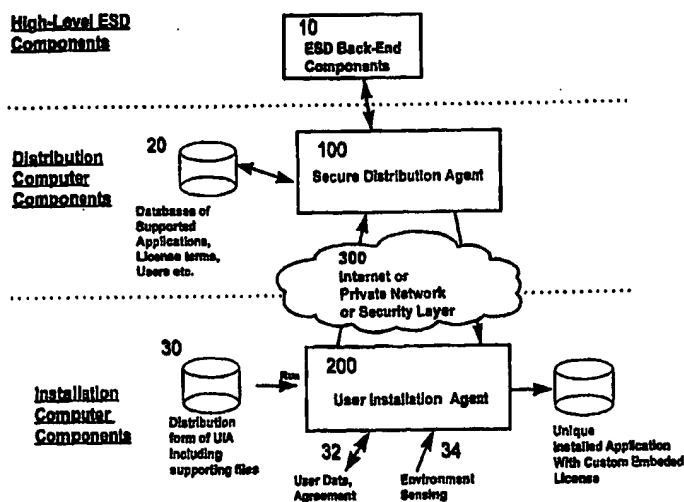 High-Level ESD
Components
10
ESD Back-End
Components
Distribution
Computer
Components
20
Databases of
Supported
Applications,
License terms,
Users etc.
100
Secure Distribution Agent
300
Internet or
Private Network
or Security Layer
Installation
Computer
Components
30
Distribution
form of UIA
including
supporting files
Run
200
User Installation Agent
32
User Data,
Agreement
34
Environment
Sensing
Unique
Installed Application
With Custom Embeded
License